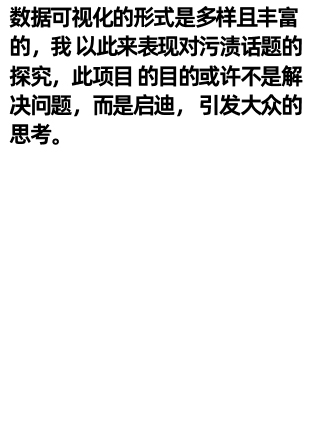 数据可视化的形式是多样且丰富
的，我 以此来表现对污渍话题的
探究，此项目 的目的或许不是解
决问题，而是启迪， 引发大众的
思考。